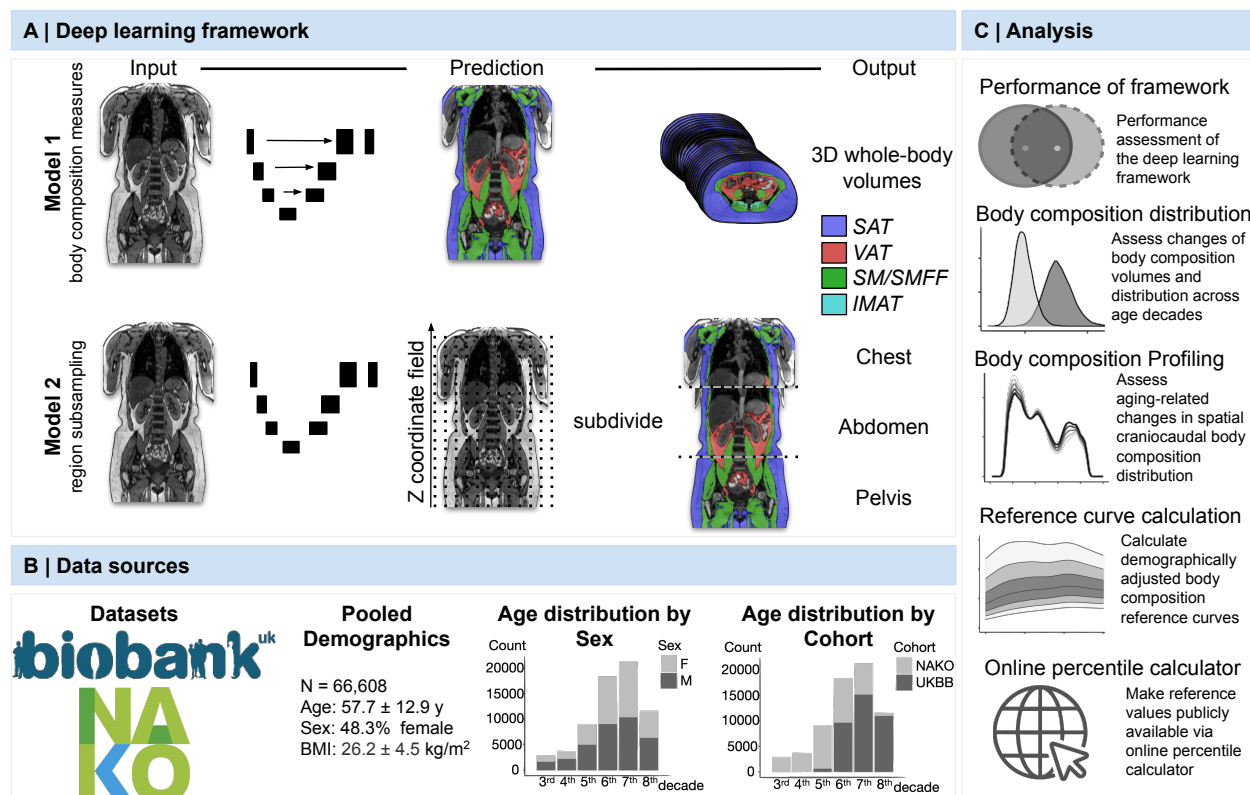 A | Deep learning framework
Input
Prediction
Output
Model 1
body composition measures
3D whole-body
volumes
SAT
VAT
SM/SMFF
IMAT
Model 2
region subsampling
Z coordinate field
subdivide
Chest
Abdomen
Pelvis
B | Data sources
Datasets
biobank uk
NA
KO
Pooled
Demographics
N = 66,608
Age: 57.7 ± 12.9 y
Sex: 48.3% female
BMI: 26.2 ± 4.5 kg/m²
Age distribution by
Sex
Count
20000
15000
10000
5000
0
Sex
F
M
3rd 4th 5th 6th 7th 8th decade
Age distribution by
Cohort
Count
20000
15000
10000
5000
0
Cohort
NAKO
UKBB
3rd 4th 5th 6th 7th 8th decade
C | Analysis
Performance of framework
Performance
assessment of
the deep learning
framework
Body composition distribution
Assess changes of
body composition
volumes and
distribution across
age decades
Body composition Profiling
Assess
aging-related
changes in spatial
craniocaudal body
composition
distribution
Reference curve calculation
Calculate
demographically
adjusted body
composition
reference curves
Online percentile calculator
Make reference
values publicly
available via
online percentile
calculator